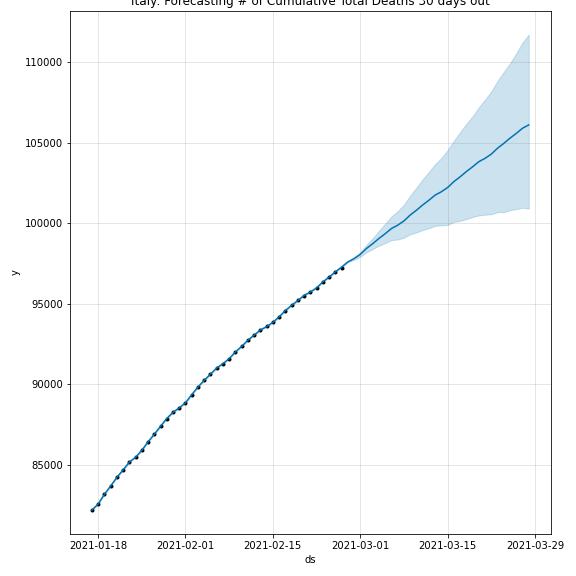 Italy: Forecasting # of Cumulative Total Deaths 30 days out
110000
105000
100000
95000
90000
85000
y
2021-01-18 2021-02-01 2021-02-15 2021-03-01 2021-03-15 2021-03-29
ds